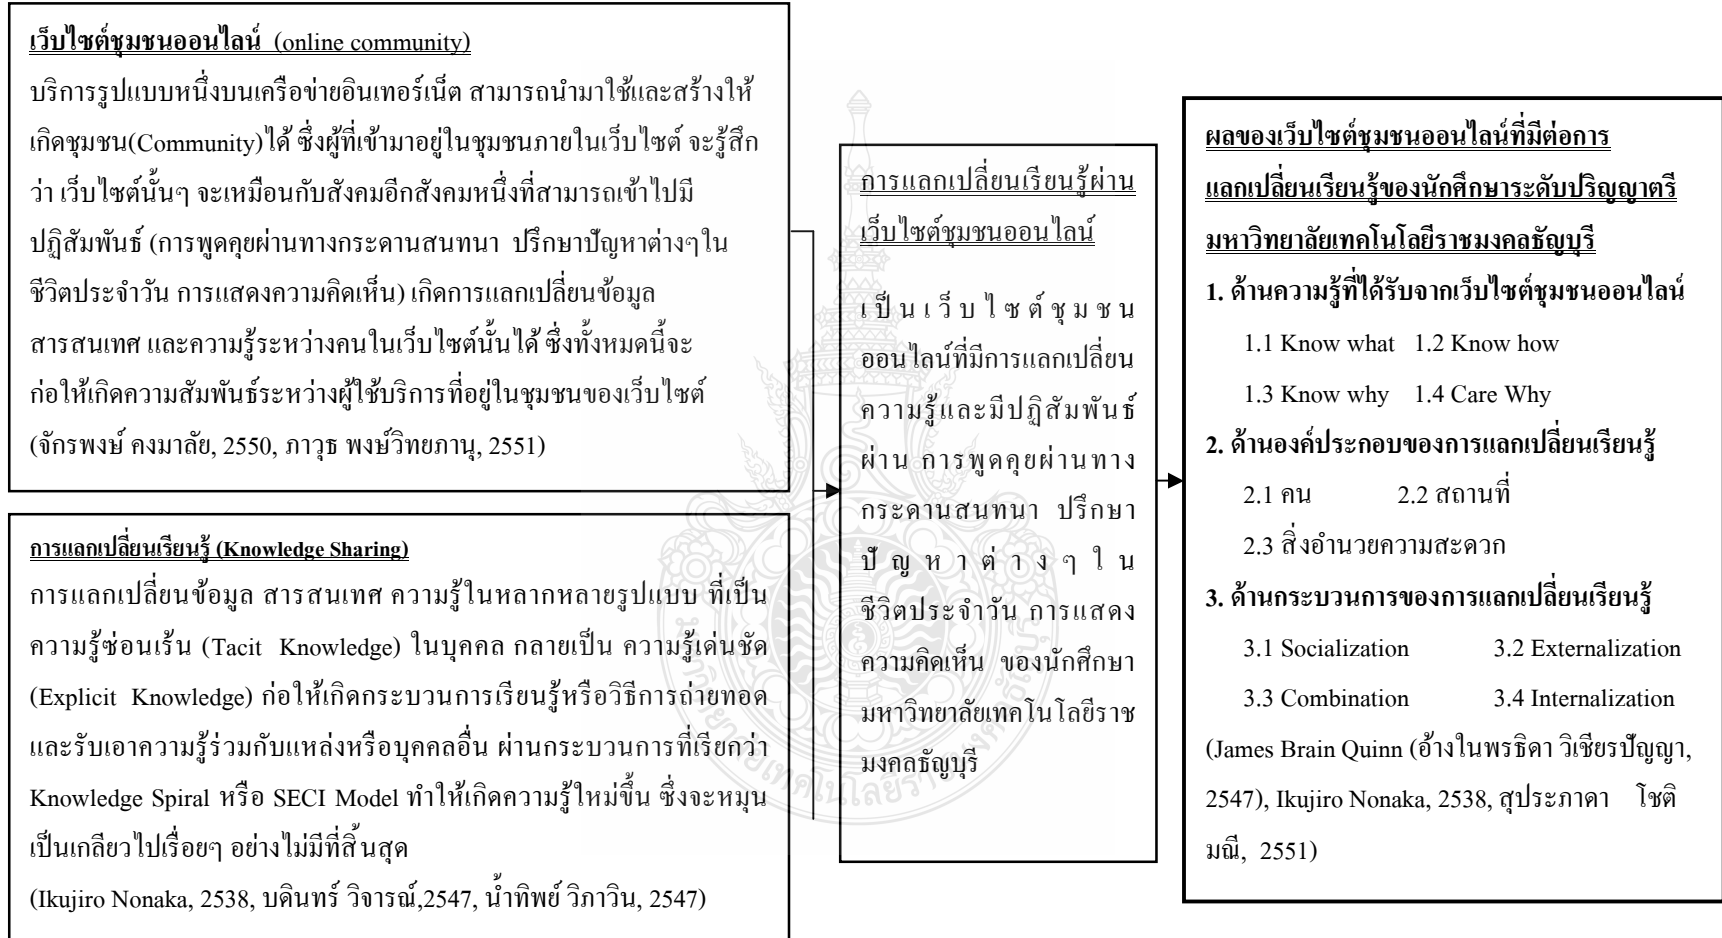 เว็บไซต์ชุมชนออนไลน์ (online community)
บริการรูปแบบหนึ่งบนเครือข่ายอินเทอร์เน็ต สามารถนำมาใช้และสร้างให้
เกิดชุมชน(Community)ได้ ซึ่งผู้ที่เข้ามาอยู่ในชุมชนภายในเว็บไซต์ จะรู้สึก
ว่า เว็บไซต์นั้นๆ จะเหมือนกับสังคมอีกสังคมหนึ่งที่สามารถเข้าไปมี
ปฏิสัมพันธ์ (การพูดคุยผ่านทางกระดานสนทนา ปรึกษาปัญหาต่างๆใน
ชีวิตประจำวัน การแสดงความคิดเห็น) เกิดการแลกเปลี่ยนข้อมูล
สารสนเทศ และความรู้ระหว่างคนในเว็บไซต์นั้นได้ ซึ่งทั้งหมดนี้จะ
ก่อให้เกิดความสัมพันธ์ระหว่างผู้ใช้บริการที่อยู่ในชุมชนของเว็บไซต์
(จักรพงษ์ คงมาลัย, 2550, ภาวุธ พงษ์วิทยภานุ, 2551)
การแลกเปลี่ยนเรียนรู้ (Knowledge Sharing)
การแลกเปลี่ยนข้อมูล สารสนเทศ ความรู้ในหลากหลายรูปแบบ ที่เป็น
ความรู้ซ่อนเร้น (Tacit Knowledge) ในบุคคล กลายเป็น ความรู้เด่นชัด
(Explicit Knowledge) ก่อให้เกิดกระบวนการเรียนรู้หรือวิธีการถ่ายทอด
และรับเอาความรู้ร่วมกับแหล่งหรือบุคคลอื่น ผ่านกระบวนการที่เรียกว่า
Knowledge Spiral หรือ SECI Model ทำให้เกิดความรู้ใหม่ขึ้น ซึ่งจะหมุน
เป็นเกลียวไปเรื่อยๆ อย่างไม่มีที่สิ้นสุด
(Ikujiro Nonaka, 2538, บดินทร์ วิจารณ์,2547, น้ำทิพย์ วิภาวิน, 2547)
การแลกเปลี่ยนเรียนรู้ผ่าน
เว็บไซต์ชุมชนออนไลน์
เป็นเว็บไซต์ชุมชน
ออนไลน์ที่มีการแลกเปลี่ยน
ความรู้และมีปฏิสัมพันธ์
ผ่าน การพูดคุยผ่านทาง
กระดานสนทนา ปรึกษา
ปัญหาต่างๆใน
ชีวิตประจำวัน การแสดง
ความคิดเห็น ของนักศึกษา
มหาวิทยาลัยเทคโนโลยีราช
มงคลธัญบุรี
ผลของเว็บไซต์ชุมชนออนไลน์ที่มีต่อการ
แลกเปลี่ยนเรียนรู้ของนักศึกษาระดับปริญญาตรี
มหาวิทยาลัยเทคโนโลยีราชมงคลธัญบุรี
1. ด้านความรู้ที่ได้รับจากเว็บไซต์ชุมชนออนไลน์
1.1 Know what 1.2 Know how
1.3 Know why 1.4 Care Why
2. ด้านองค์ประกอบของการแลกเปลี่ยนเรียนรู้
2.1 คน 2.2 สถานที่
2.3 สิ่งอำนวยความสะดวก
3. ด้านกระบวนการของการแลกเปลี่ยนเรียนรู้
3.1 Socialization 3.2 Externalization
3.3 Combination 3.4 Internalization
(James Brain Quinn (อ้างในพรธิดา วิเชียรปัญญา,
2547), Ikujiro Nonaka, 2538, สุประภาดา โชติ
มณี, 2551)
มหาวิทยาลัยเทคโนโลยีราชมงคลธัญบุรี